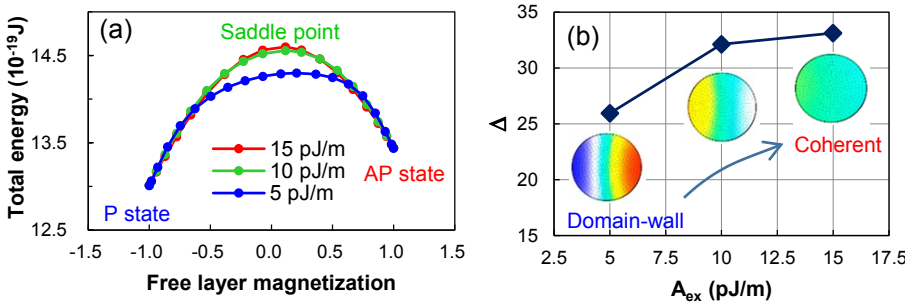 (a)
Saddle point
Total energy (10⁻¹⁹J)
14.5
13.5
12.5
15 pJ/m
10 pJ/m
5 pJ/m
P state
AP state
-1.5 -1.0 -0.5 0.0 0.5 1.0 1.5
Free layer magnetization
(b)
Δ
35
30
25
20
15
Domain-wall
Coherent
2.5 5 7.5 10 12.5 15 17.5
Aₑₓ (pJ/m)